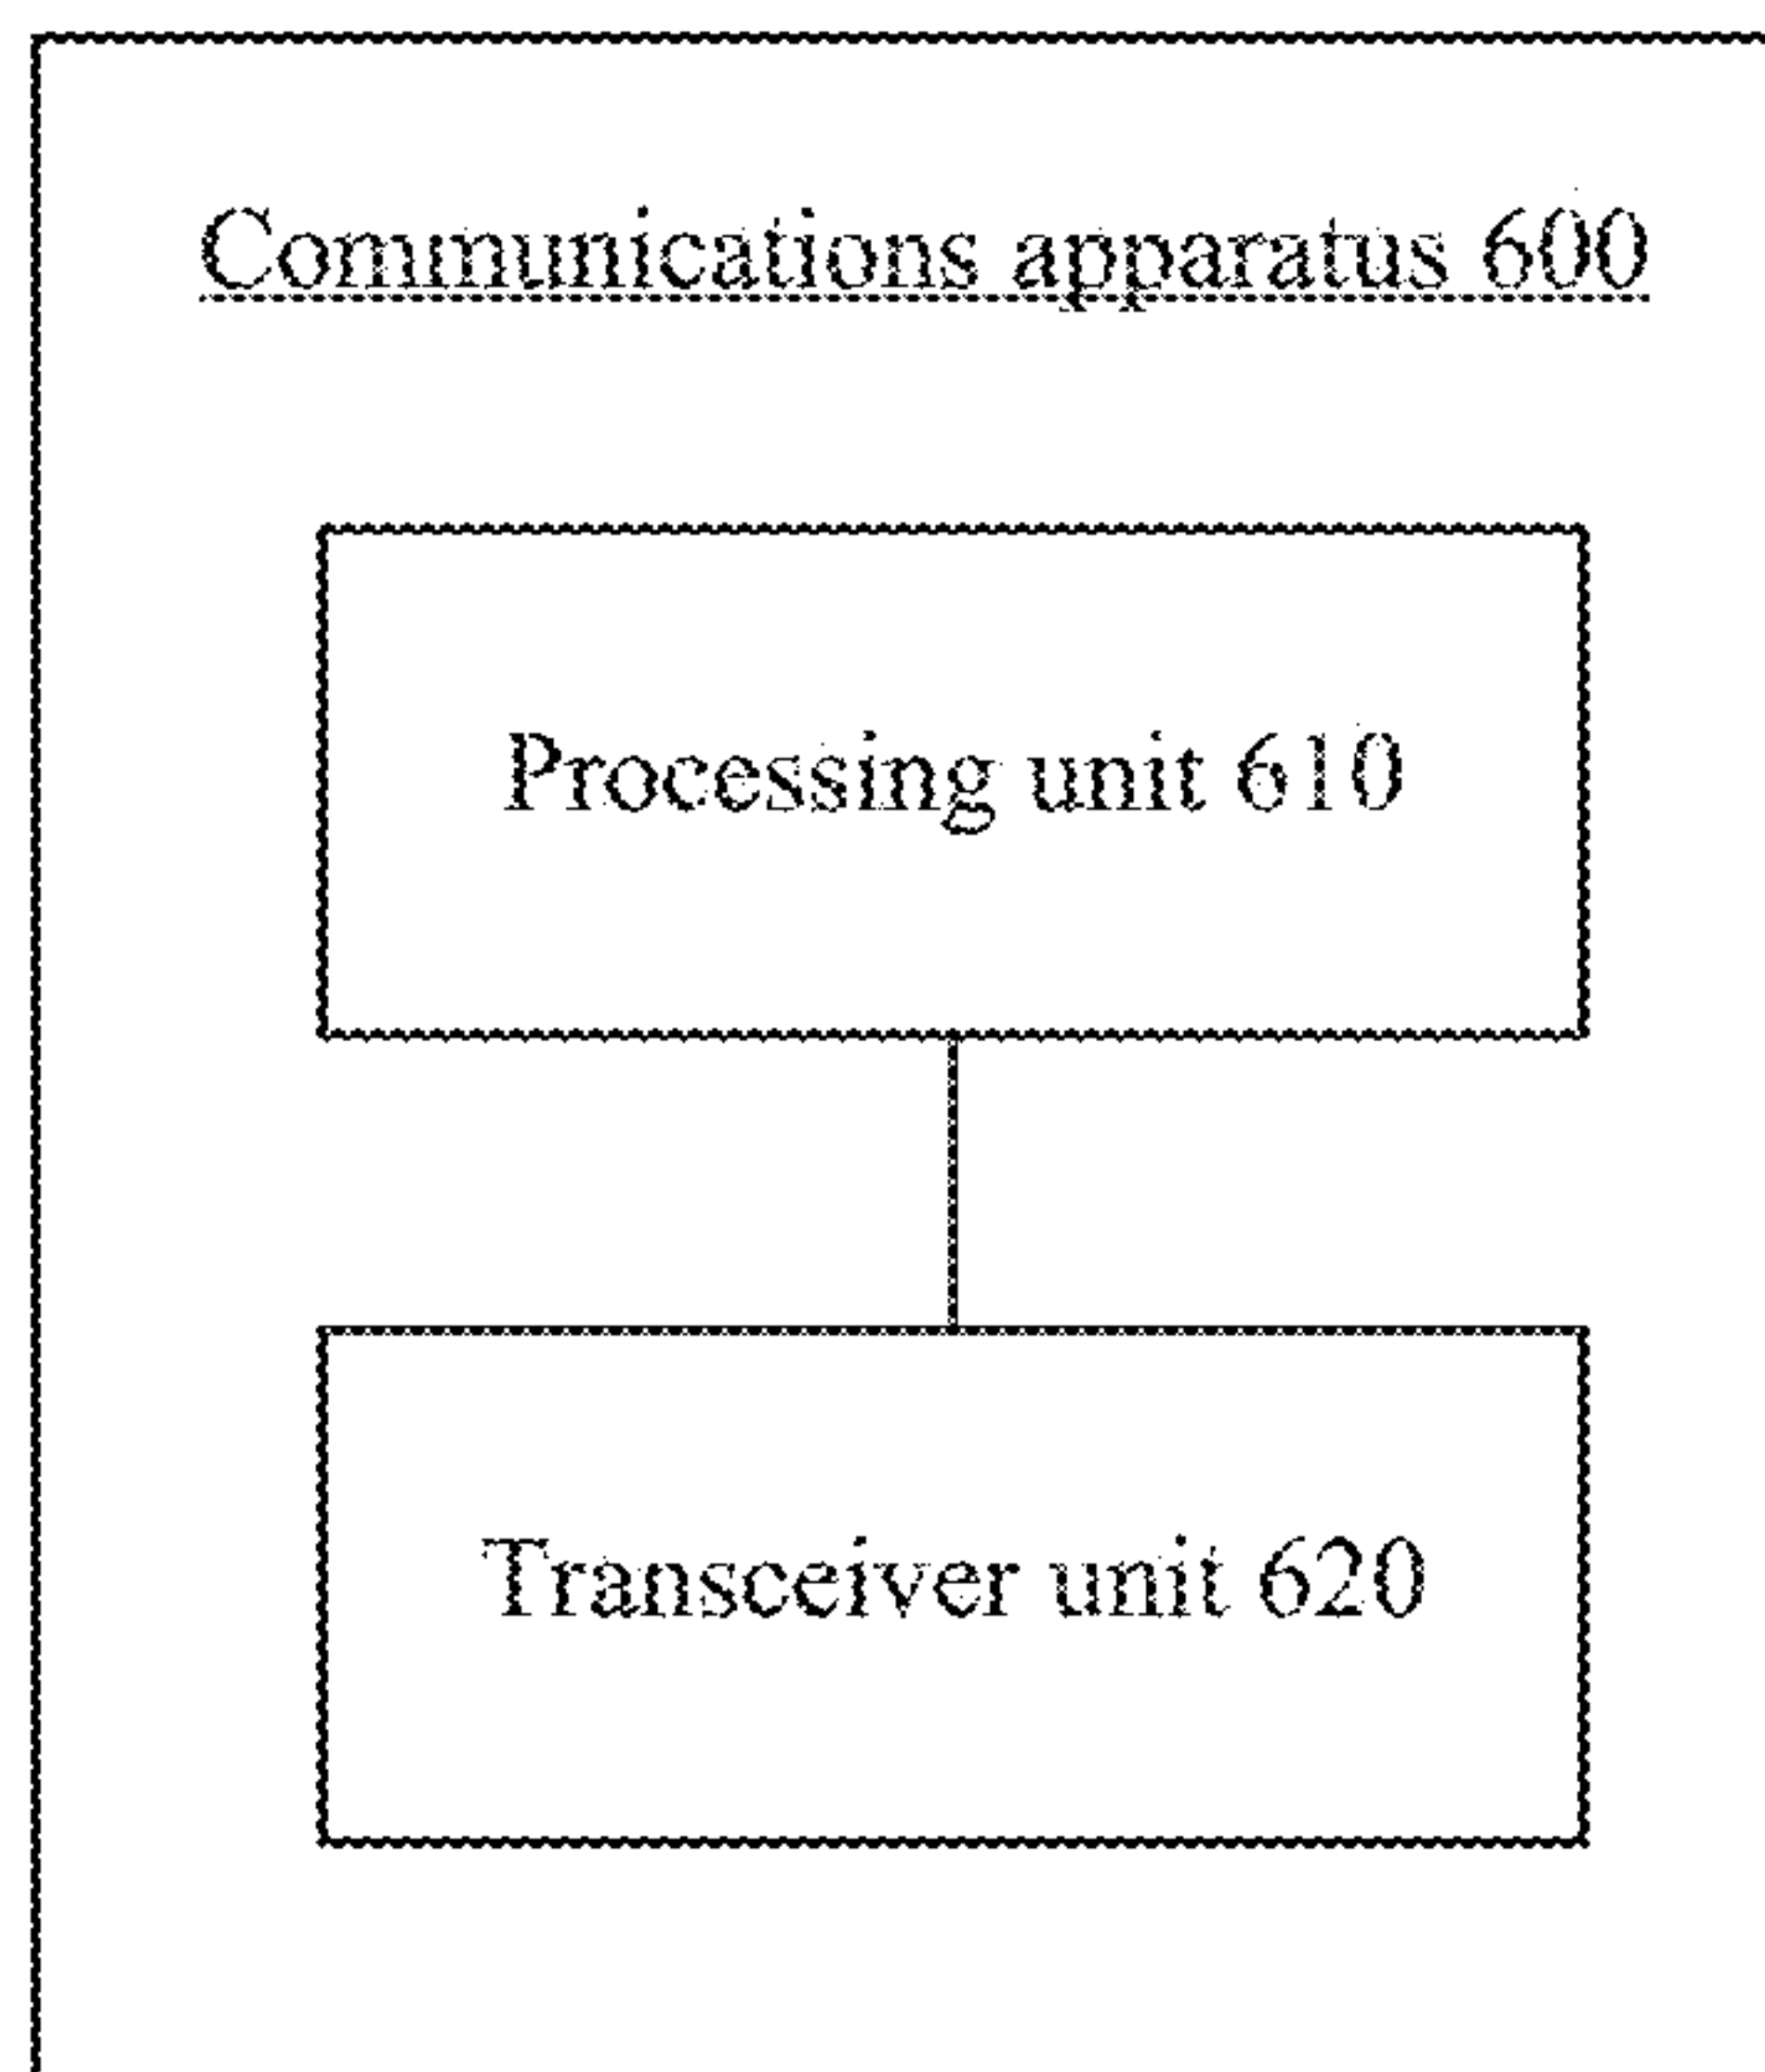 Communications apparatus 600
Processing unit 610
Transceiver unit 620